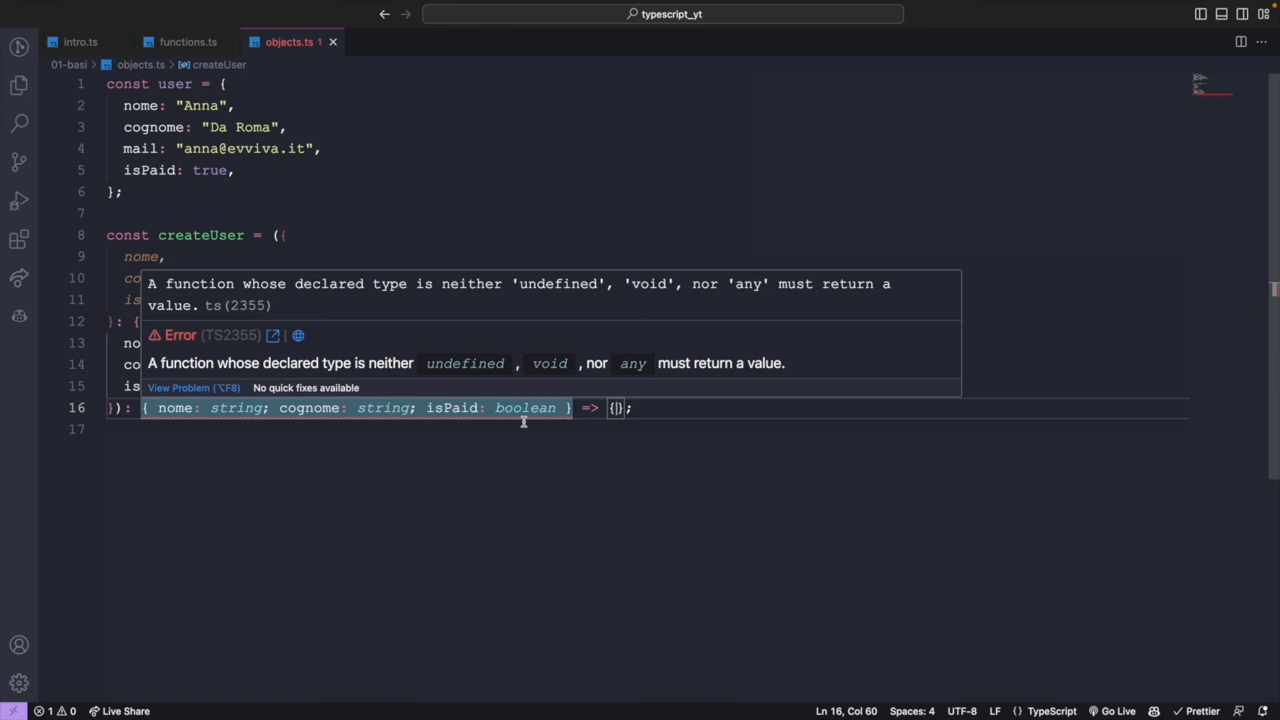 typescript_yt
intro.ts
functions.ts
objects.ts 1
01-basi > objects.ts > createUser
1 const user = {
2 nome: "Anna",
3 cognome: "Da Roma",
4 mail: "anna@evviva.it",
5 isPaid: true,
6 };
7
8 const createUser = ({
9 nome,
10 co
11 is
12 }: {
13 no
14 co
15 is
16 }): { nome: string; cognome: string; isPaid: boolean } => {};
17
A function whose declared type is neither 'undefined', 'void', nor 'any' must return a
value. ts(2355)
Error (TS2355)
A function whose declared type is neither undefined , void , nor any must return a value.
View Problem (⌥F8) No quick fixes available
1 0 Live Share
Ln 16, Col 60 Spaces: 4 UTF-8 LF {} TypeScript Go Live Prettier